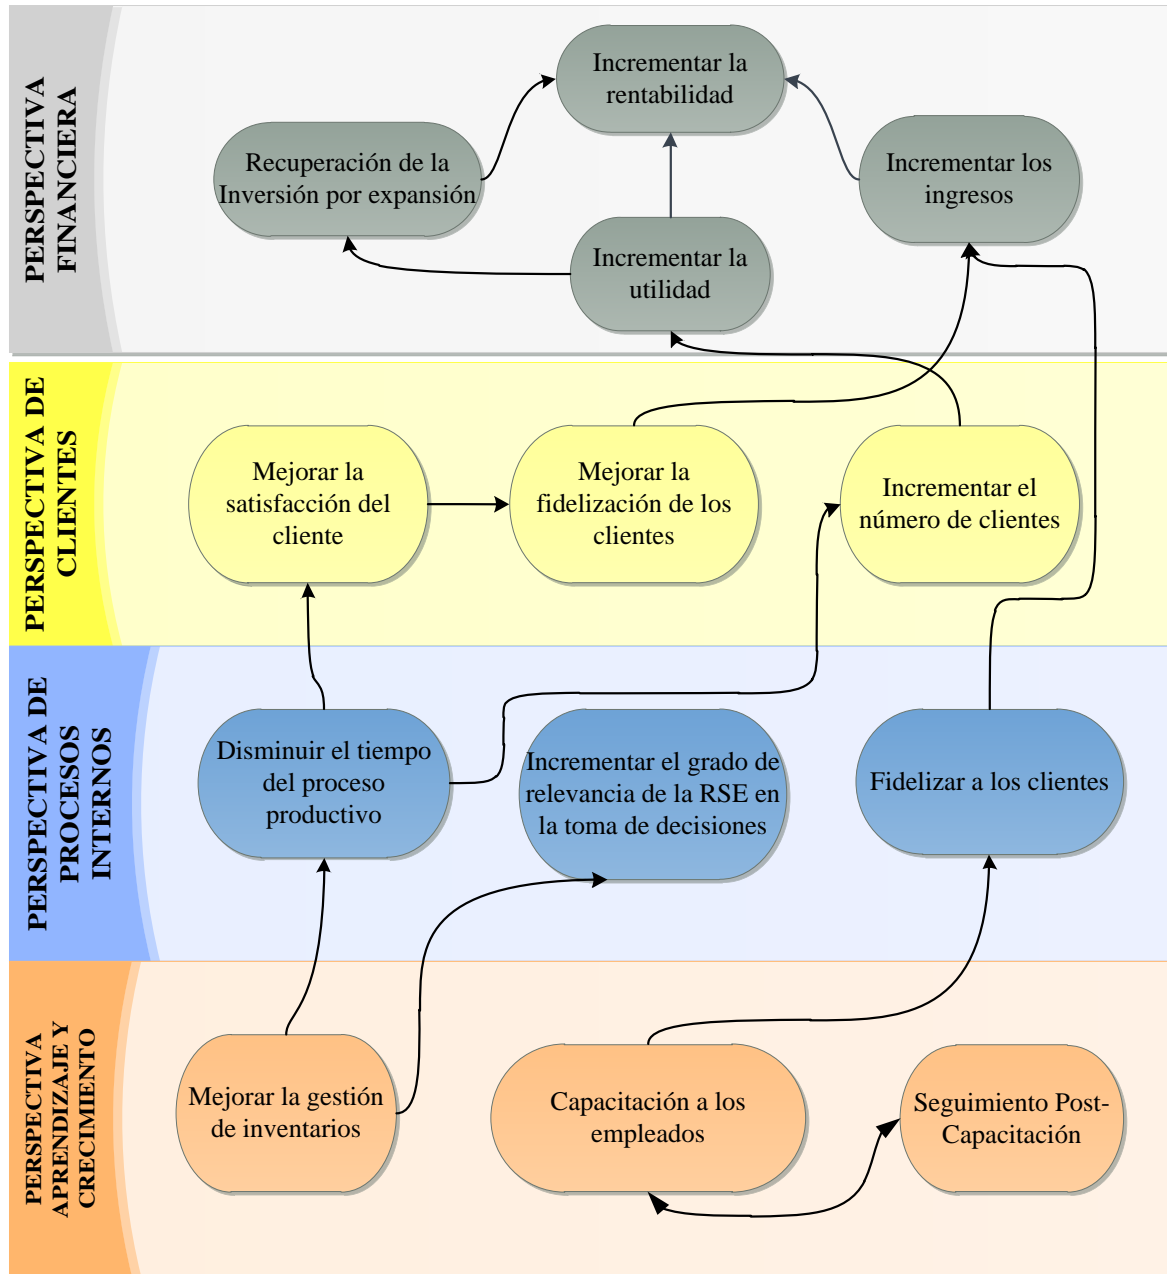 PERSPECTIVA
FINANCIERA
Incrementar la
rentabilidad
Recuperación de la
Inversión por expansión
Incrementar los
ingresos
Incrementar la
utilidad
PERSPECTIVA DE
CLIENTES
Mejorar la
satisfacción del
cliente
Mejorar la
fidelización de los
clientes
Incrementar el
número de clientes
PERSPECTIVA DE
PROCESOS
INTERNOS
Disminuir el tiempo
del proceso
productivo
Incrementar el grado de
relevancia de la RSE en
la toma de decisiones
Fidelizar a los clientes
PERSPECTIVA
APRENDIZAJE Y
CRECIMIENTO
Mejorar la gestión
de inventarios
Capacitación a los
empleados
Seguimiento Post-
Capacitación